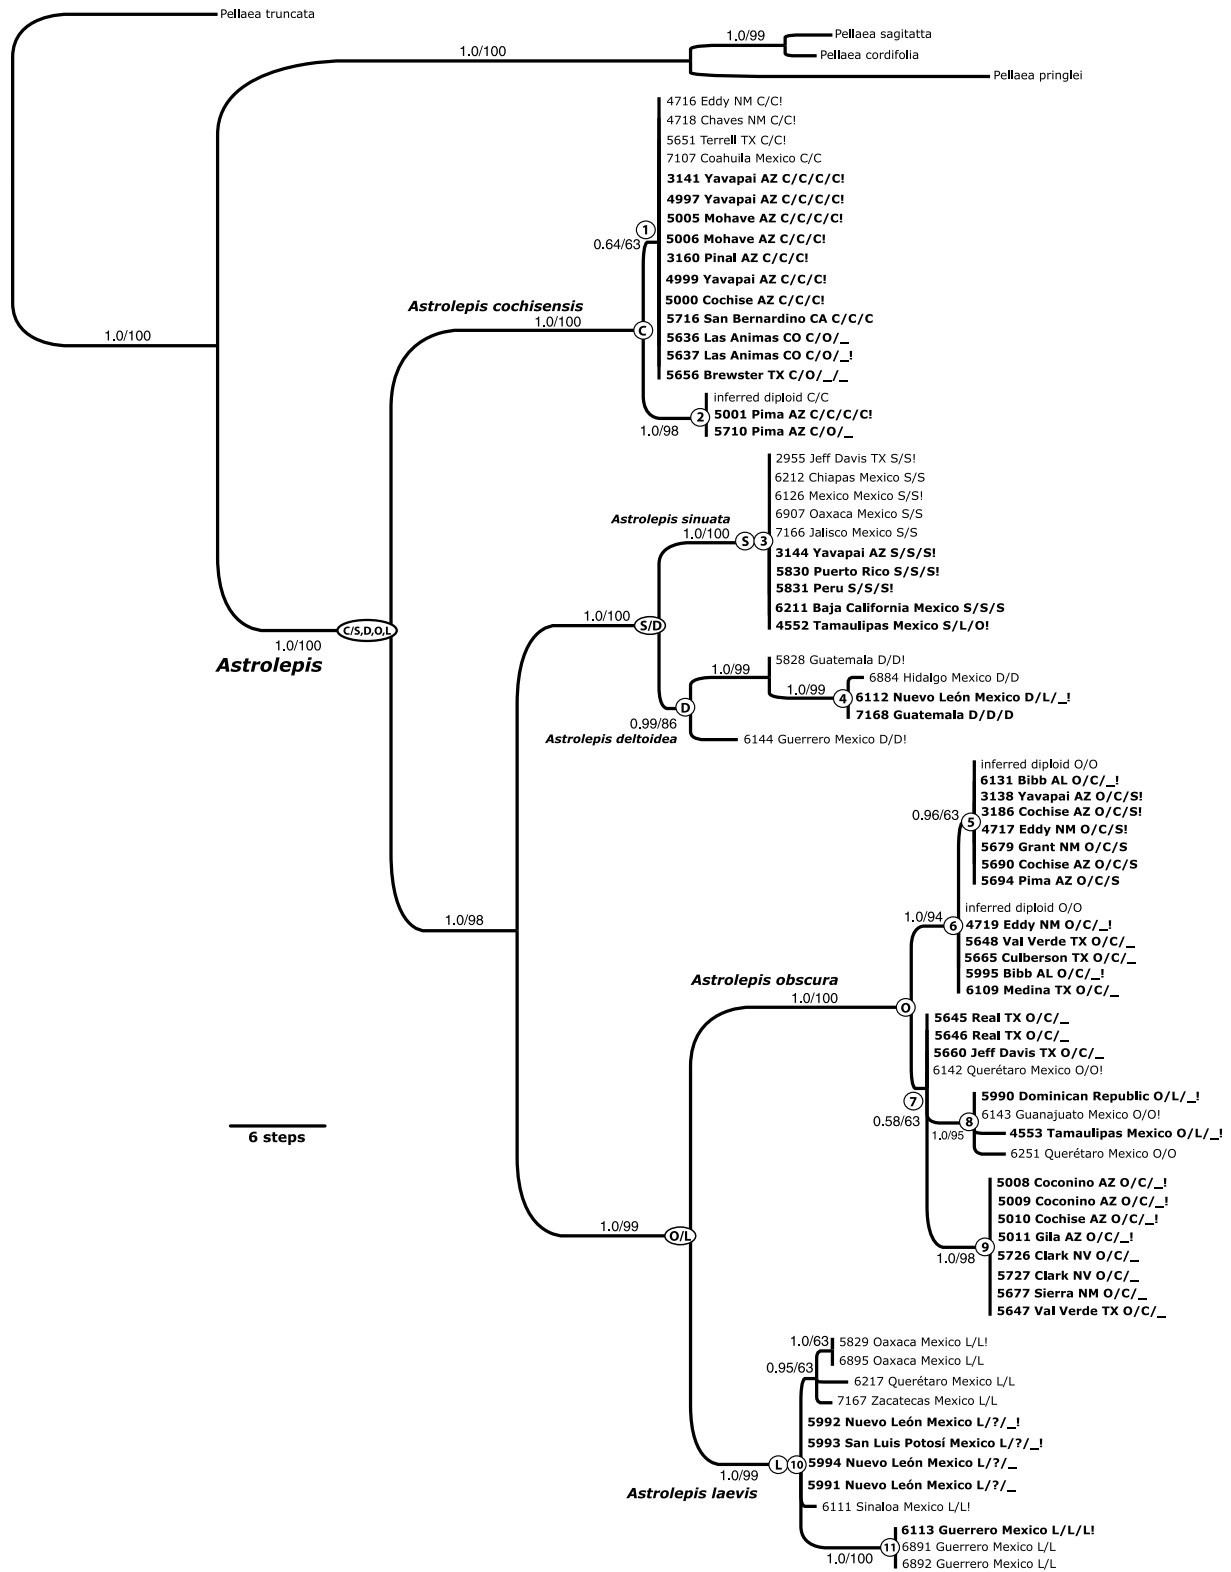 Pellaea truncata
Pellaea sagitatta
1.0/99
1.0/100
Pellaea cordifolia
Pellaea pringlei
4716 Eddy NM C/C!
4718 Chaves NM C/C!
5651 Terrell TX C/C!
7107 Coahuila Mexico C/C
3141 Yavapai AZ C/C/C/C!
4997 Yavapai AZ C/C/C/C!
5005 Mohave AZ C/C/C/C!
1
5006 Mohave AZ C/C/C!
0.64/63
3160 Pinal AZ C/C/C!
4999 Yavapai AZ C/C/C!
5000 Cochise AZ C/C/C!
Astrolepis cochisensis
5716 San Bernardino CA C/C/C
1.0/100
C
1.0/100
5636 Las Animas CO C/O/_
5637 Las Animas CO C/O/_!
5656 Brewster TX C/O/_/_
inferred diploid C/C
2
5001 Pima AZ C/C/C/C!
1.0/98
5710 Pima AZ C/O/_
2955 Jeff Davis TX S/S!
6212 Chiapas Mexico S/S
6126 Mexico Mexico S/S!
6907 Oaxaca Mexico S/S
Astrolepis sinuata
7166 Jalisco Mexico S/S
1.0/100
S
3
3144 Yavapai AZ S/S/S!
5830 Puerto Rico S/S/S!
5831 Peru S/S/S!
6211 Baja California Mexico S/S/S
1.0/100
S/D
4552 Tamaulipas Mexico S/L/O!
C/S,D,O,L
1.0/100
Astrolepis
5828 Guatemala D/D!
1.0/99
6884 Hidalgo Mexico D/D
1.0/99
4
6112 Nuevo León Mexico D/L/_!
D
7168 Guatemala D/D/D
0.99/86
Astrolepis deltoidea
6144 Guerrero Mexico D/D!
inferred diploid O/O
6131 Bibb AL O/C/_!
3138 Yavapai AZ O/C/S!
0.96/63
5
3186 Cochise AZ O/C/S!
4717 Eddy NM O/C/S!
5679 Grant NM O/C/S
5690 Cochise AZ O/C/S
5694 Pima AZ O/C/S
inferred diploid O/O
1.0/98
1.0/94
6
4719 Eddy NM O/C/_!
5648 Val Verde TX O/C/_
5665 Culberson TX O/C/_
5995 Bibb AL O/C/_!
Astrolepis obscura
6109 Medina TX O/C/_
1.0/100
O
5645 Real TX O/C/_
5646 Real TX O/C/_
5660 Jeff Davis TX O/C/_
6142 Querétaro Mexico O/O!
7
0.58/63
5990 Dominican Republic O/L/_!
8
6143 Guanajuato Mexico O/O!
1.0/95
4553 Tamaulipas Mexico O/L/_!
6251 Querétaro Mexico O/O
6 steps
5008 Coconino AZ O/C/_!
5009 Coconino AZ O/C/_!
5010 Cochise AZ O/C/_!
1.0/99
O/L
5011 Gila AZ O/C/_!
9
1.0/98
5726 Clark NV O/C/_
5727 Clark NV O/C/_
5677 Sierra NM O/C/_
5647 Val Verde TX O/C/_
1.0/63
5829 Oaxaca Mexico L/L!
0.95/63
6895 Oaxaca Mexico L/L
6217 Querétaro Mexico L/L
7167 Zacatecas Mexico L/L
5992 Nuevo León Mexico L/?/_!
5993 San Luis Potosí Mexico L/?/_!
L
10
5994 Nuevo León Mexico L/?/_
1.0/99
5991 Nuevo León Mexico L/?/_
Astrolepis laevis
6111 Sinaloa Mexico L/L!
6113 Guerrero Mexico L/L/L!
11
1.0/100
6891 Guerrero Mexico L/L
6892 Guerrero Mexico L/L